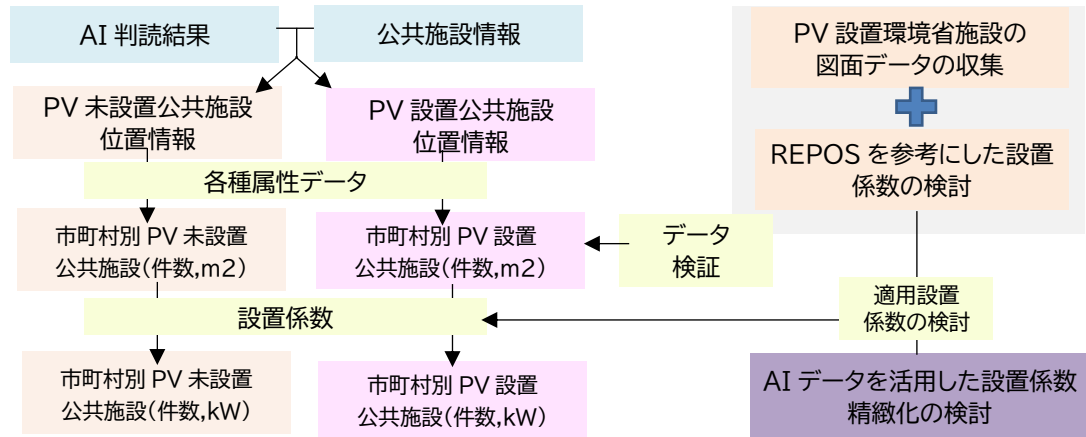 AI 判読結果
公共施設情報
PV 未設置公共施設
位置情報
PV 設置公共施設
位置情報
各種属性データ
市町村別 PV 未設置
公共施設(件数,m2)
市町村別 PV 設置
公共施設(件数,m2)
データ
検証
設置係数
市町村別 PV 未設置
公共施設(件数,kW)
市町村別 PV 設置
公共施設(件数,kW)
PV 設置環境省施設の
図面データの収集
REPOS を参考にした設置
係数の検討
適用設置
係数の検討
AI データを活用した設置係数
精緻化の検討